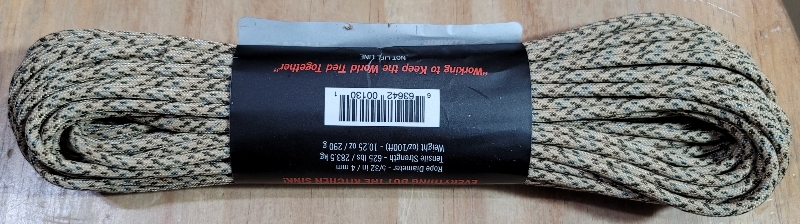 EVERYTHING BUT THE KITCHEN SINK!
Rope Diameter - 5/32 in / 4 mm
Tensile Strength - 625 lbs / 283.5 kg
Weight (oz/100ft) - 10.25 oz / 290 g
6 63642 00130 1
"Working to Keep the World Tied Together"
NOT LIFE LINE